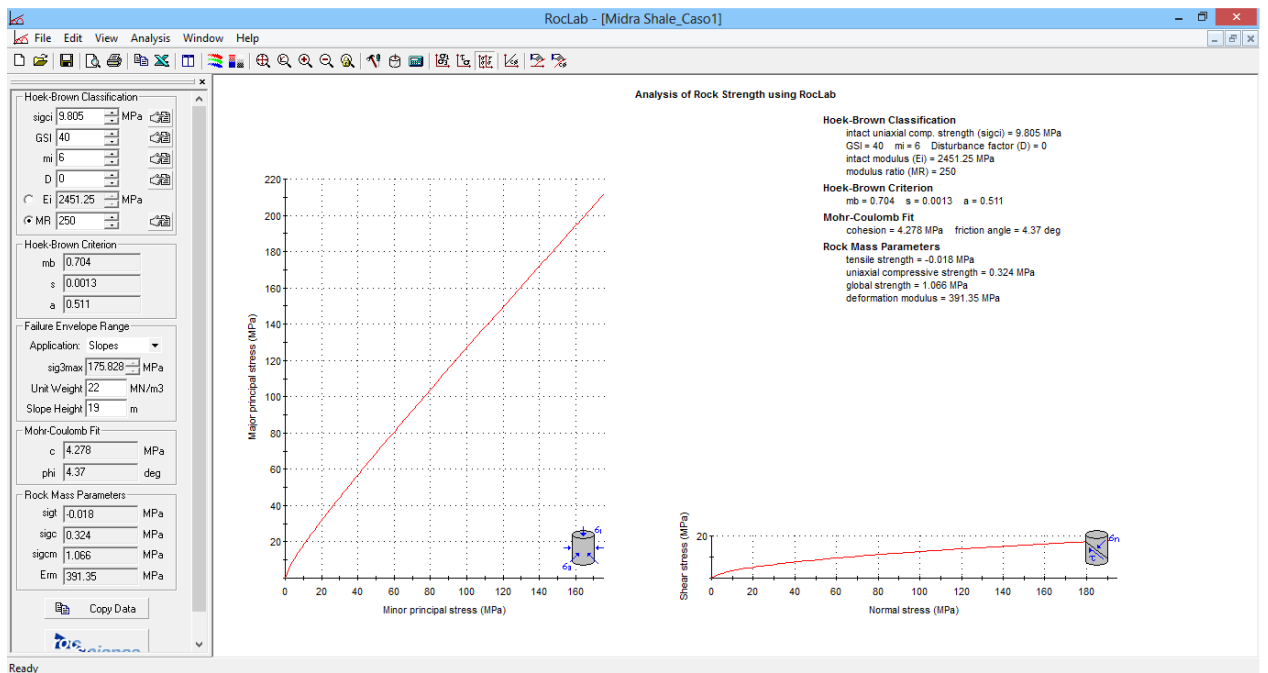 RocLab - [Midra Shale_Caso1]
File Edit View Analysis Window Help
Hoek-Brown Classification
sigci 9.805 MPa
GSI 40
mi 6
D 0
Ei 2451.25 MPa
MR 250
Hoek-Brown Criterion
mb 0.704
s 0.0013
a 0.511
Failure Envelope Range
Application: Slopes
sig3max 175.828 MPa
Unit Weight 22 MN/m3
Slope Height 19 m
Mohr-Coulomb Fit
c 4.278 MPa
phi 4.37 deg
Rock Mass Parameters
sigt -0.018 MPa
sigc 0.324 MPa
sigcm 1.066 MPa
Erm 391.35 MPa
Copy Data
Analysis of Rock Strength using RocLab
Hoek-Brown Classification
intact uniaxial comp. strength (sigci) = 9.805 MPa
GSI = 40 mi = 6 Disturbance factor (D) = 0
intact modulus (Ei) = 2451.25 MPa
modulus ratio (MR) = 250
Hoek-Brown Criterion
mb = 0.704 s = 0.0013 a = 0.511
Mohr-Coulomb Fit
cohesion = 4.278 MPa friction angle = 4.37 deg
Rock Mass Parameters
tensile strength = -0.018 MPa
uniaxial compressive strength = 0.324 MPa
global strength = 1.066 MPa
deformation modulus = 391.35 MPa
Major principal stress (MPa)
220
200
180
160
140
120
100
80
60
40
20
0 20 40 60 80 100 120 140 160
Minor principal stress (MPa)
Shear stress (MPa)
20
0 20 40 60 80 100 120 140 160 180
Normal stress (MPa)
Ready